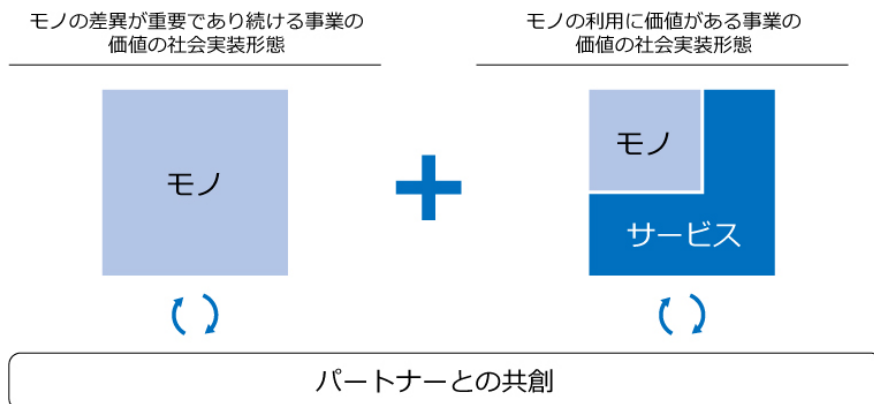 モノの差異が重要であり続ける事業の
価値の社会実装形態
モノの利用に価値がある事業の
価値の社会実装形態
モノ
モノ
サービス
パートナーとの共創